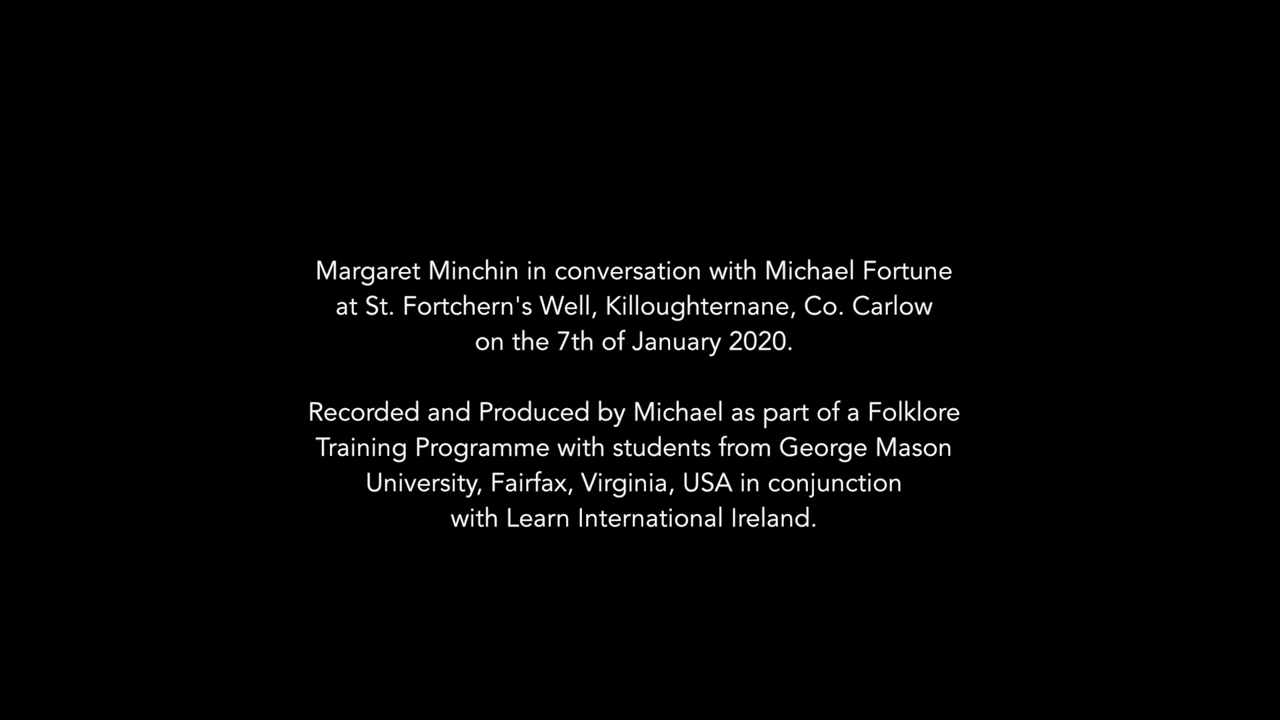 Margaret Minchin in conversation with Michael Fortune
at St. Fortchern's Well, Killoughternane, Co. Carlow
on the 7th of January 2020.
Recorded and Produced by Michael as part of a Folklore
Training Programme with students from George Mason
University, Fairfax, Virginia, USA in conjunction
with Learn International Ireland.